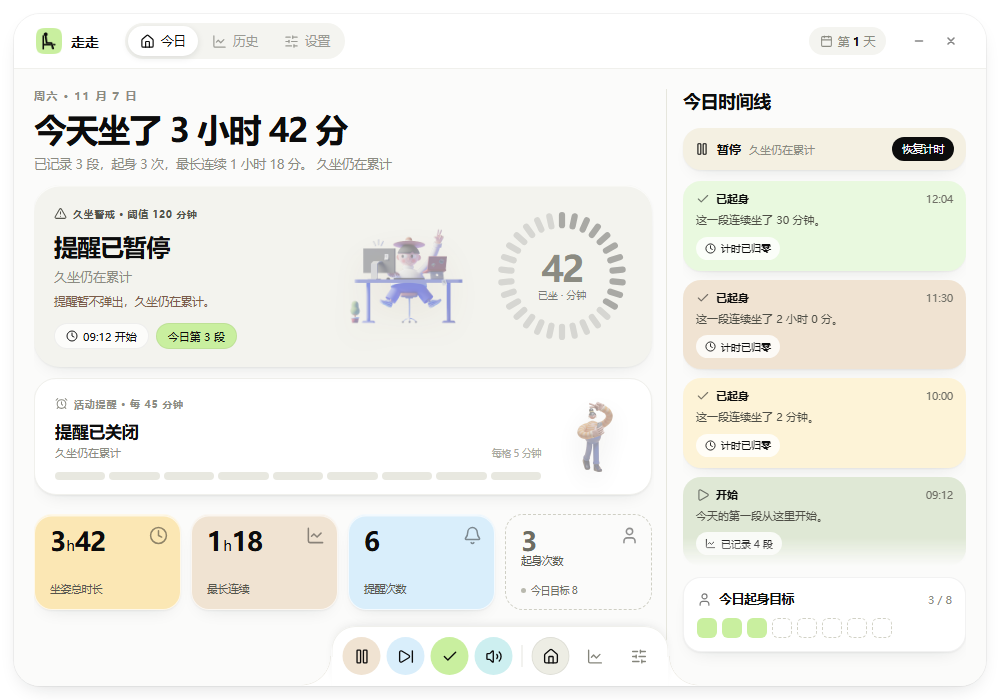 走走
今日
历史
设置
第 1 天
周六 • 11 月 7 日
今天坐了 3 小时 42 分
已记录 3 段，起身 3 次，最长连续 1 小时 18 分。 久坐仍在累计
久坐警戒 • 阈值 120 分钟
提醒已暂停
久坐仍在累计
提醒暂不弹出，久坐仍在累计。
09:12 开始
今日第 3 段
42
已坐 · 分钟
活动提醒 • 每 45 分钟
提醒已关闭
久坐仍在累计
每格 5 分钟
3h42
坐姿总时长
1h18
最长连续
6
提醒次数
3
起身次数
今日目标 8
今日时间线
暂停 久坐仍在累计
恢复计时
已起身 12:04
这一段连续坐了 30 分钟。
计时已归零
已起身 11:30
这一段连续坐了 2 小时 0 分。
计时已归零
已起身 10:00
这一段连续坐了 2 分钟。
计时已归零
开始 09:12
今天的第一段从这里开始。
已记录 4 段
今日起身目标 3 / 8